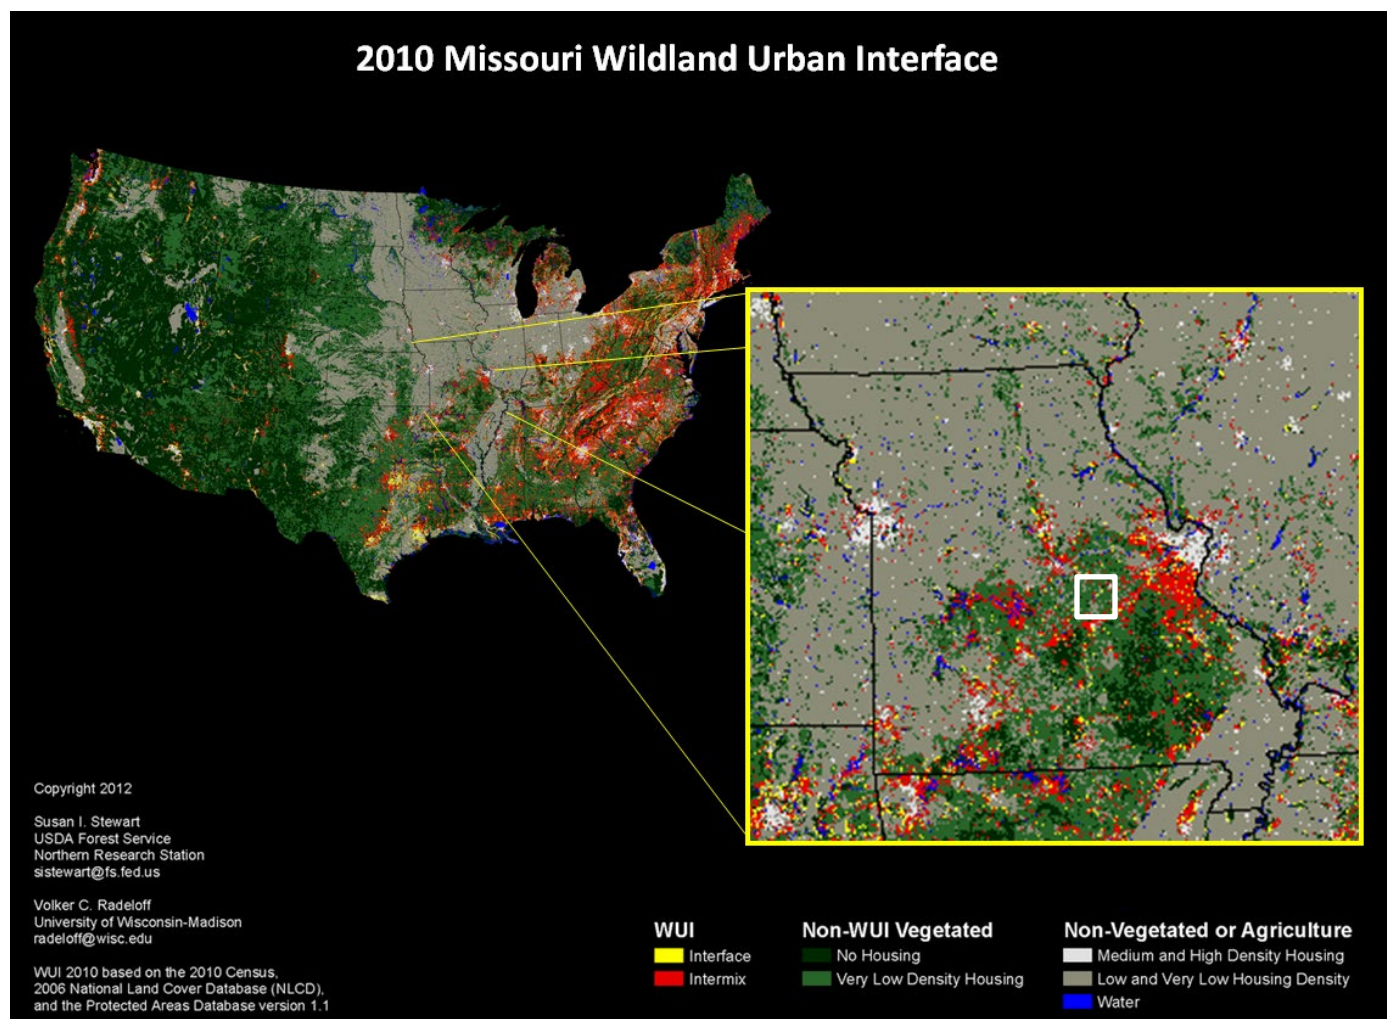 2010 Missouri Wildland Urban Interface
Copyright 2012
Susan I. Stewart
USDA Forest Service
Northern Research Station
sistewart@fs.fed.us
Volker C. Radeloff
University of Wisconsin-Madison
radeloff@wisc.edu
WUI 2010 based on the 2010 Census,
2006 National Land Cover Database (NLCD),
and the Protected Areas Database version 1.1
WUI
Interface
Intermix
Non-WUI Vegetated
No Housing
Very Low Density Housing
Non-Vegetated or Agriculture
Medium and High Density Housing
Low and Very Low Housing Density
Water